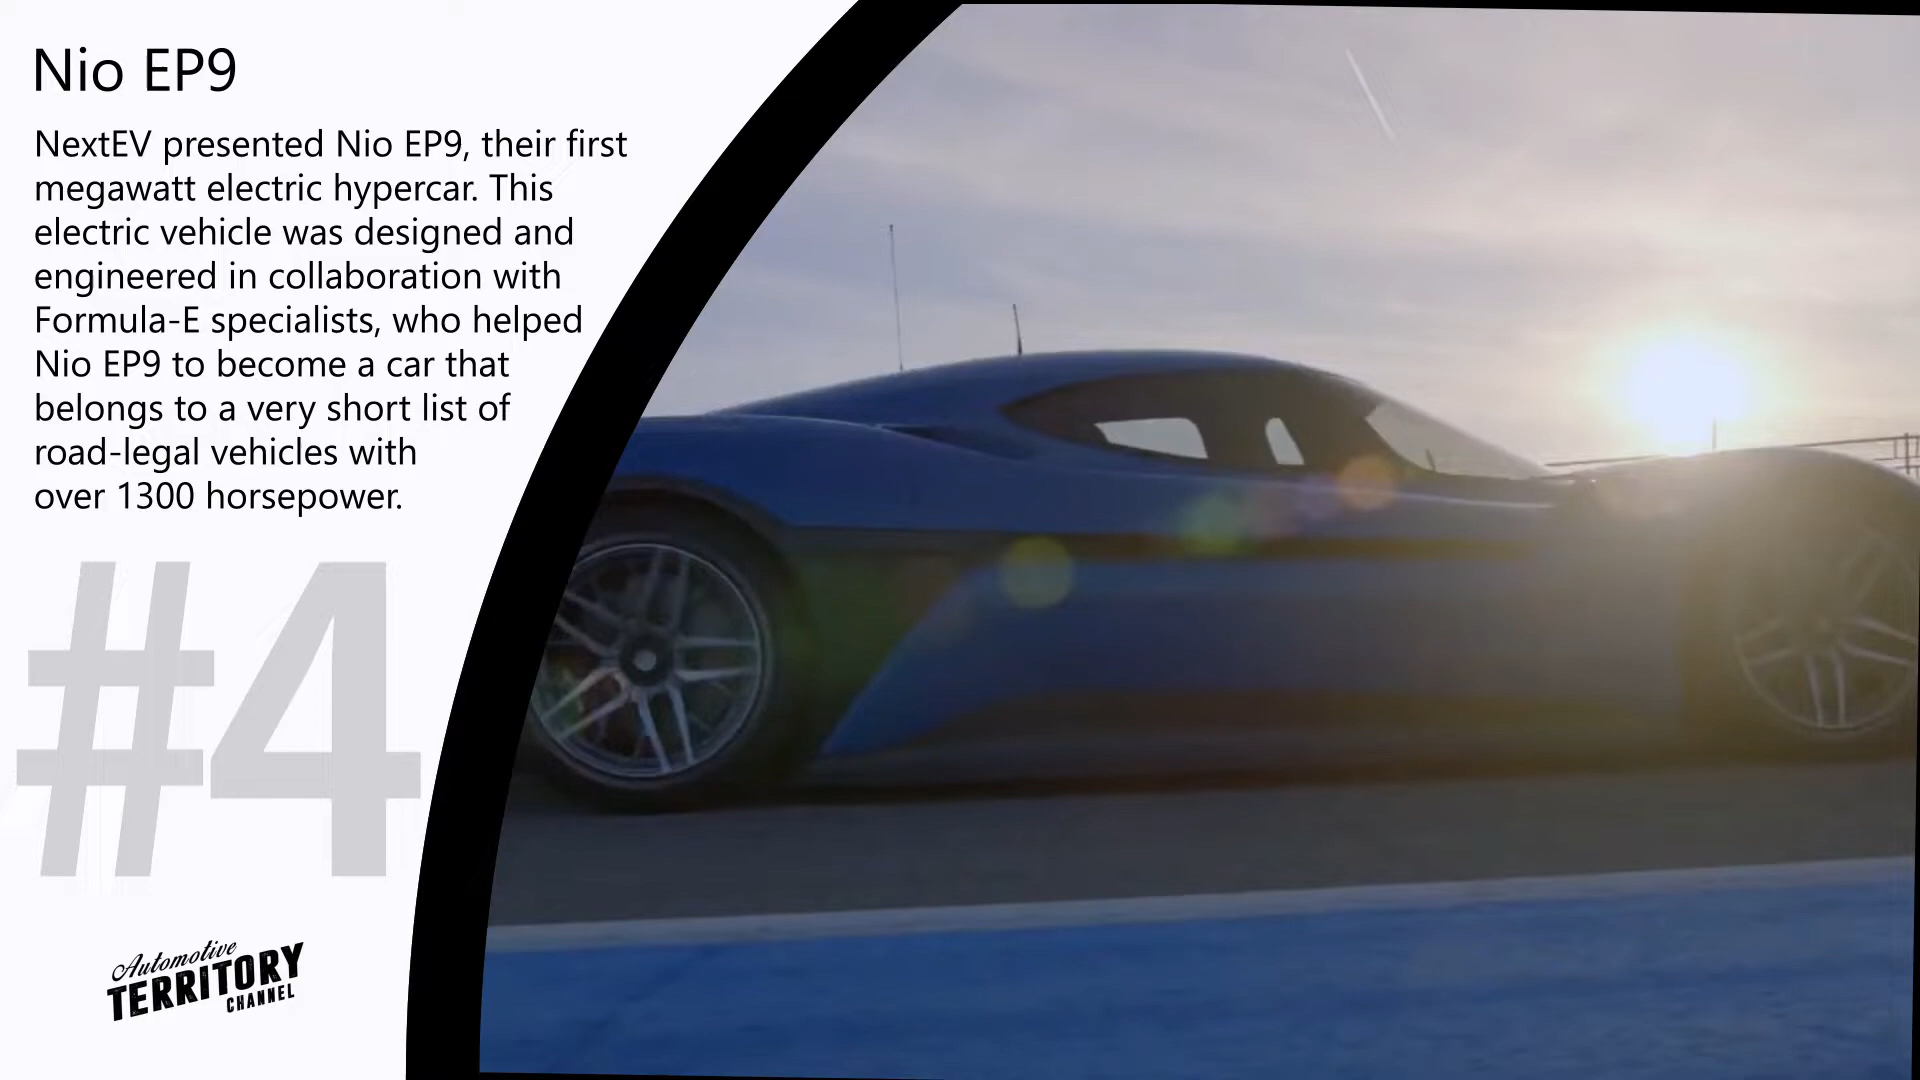 Nio EP9
NextEV presented Nio EP9, their first
megawatt electric hypercar. This
electric vehicle was designed and
engineered in collaboration with
Formula-E specialists, who helped
Nio EP9 to become a car that
belongs to a very short list of
road-legal vehicles with
over 1300 horsepower.
#4
Automotive
TERRITORY
CHANNEL